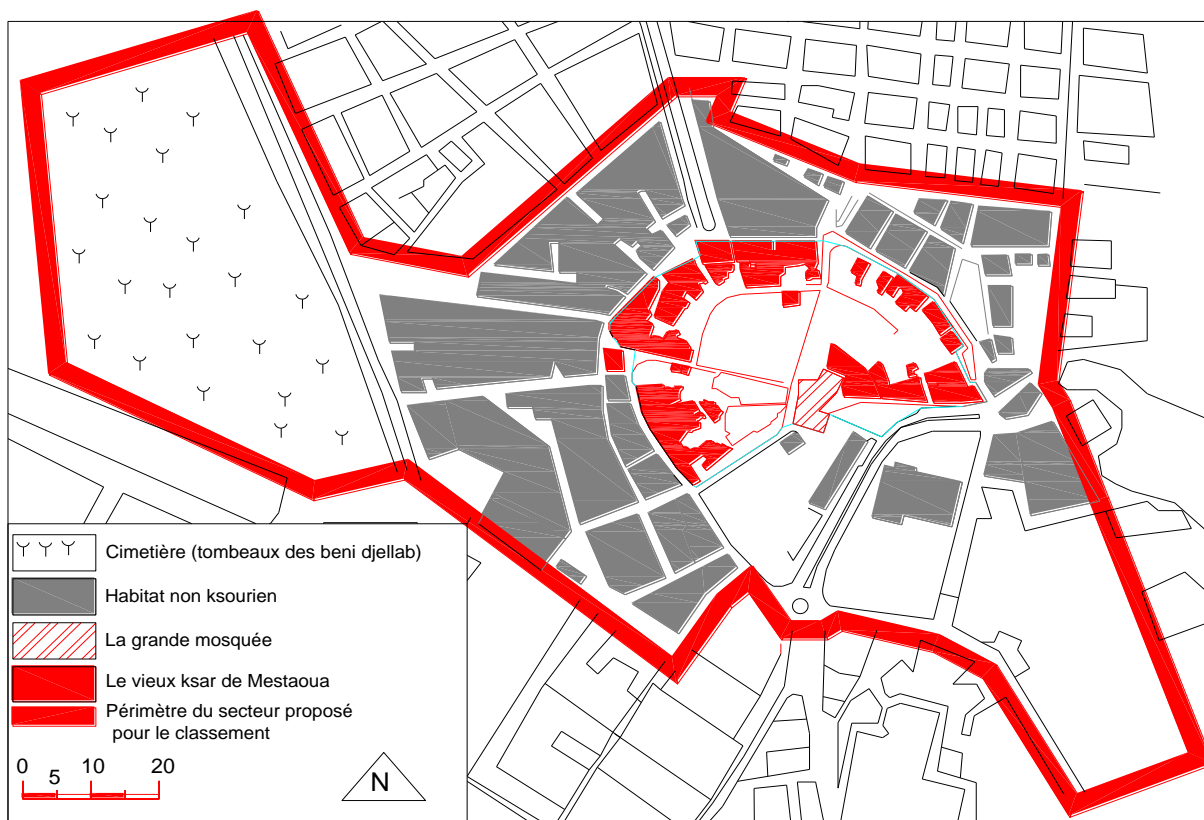 Cimetière (tombeaux des beni djellab)
Habitat non ksourien
La grande mosquée
Le vieux ksar de Mestaoua
Périmètre du secteur proposé
pour le classement
0 5 10 20
N